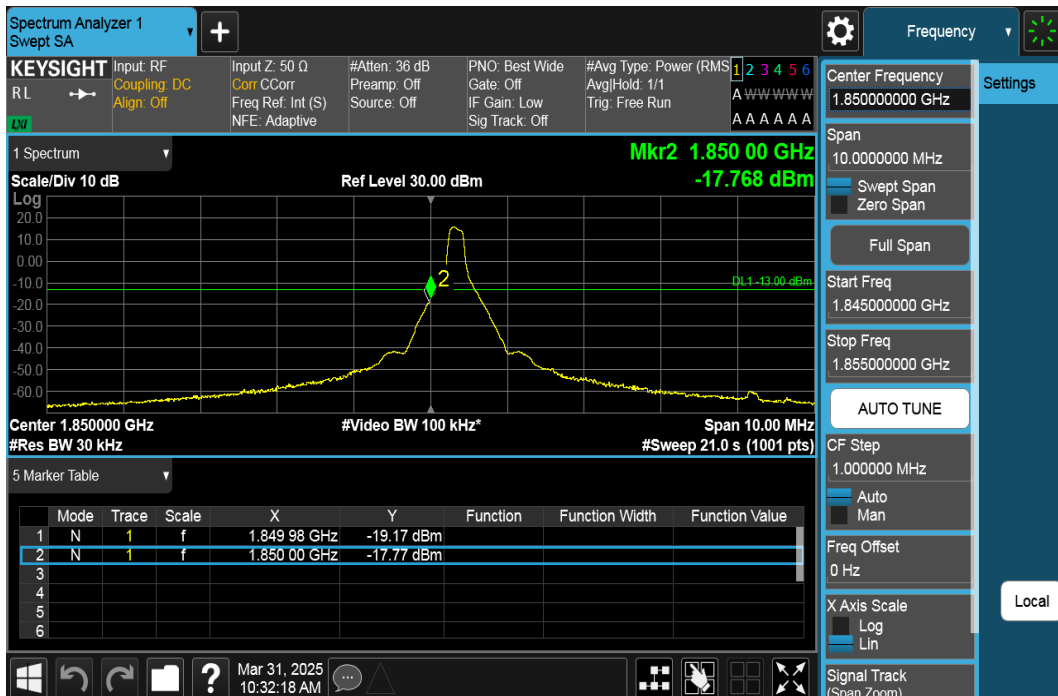 Spectrum Analyzer 1
Swept SA
Frequency
KEYSIGHT
R L
LXI
Input: RF
Coupling: DC
Align: Off
Input Z: 50 Ω
Corr CCorr
Freq Ref: Int (S)
NFE: Adaptive
#Atten: 36 dB
Preamp: Off
Source: Off
PNO: Best Wide
Gate: Off
IF Gain: Low
Sig Track: Off
#Avg Type: Power (RMS
Avg|Hold: 1/1
Trig: Free Run
1 2 3 4 5 6
A W W W W W
A A A A A A
1 Spectrum
Mkr2 1.850 00 GHz
-17.768 dBm
Scale/Div 10 dB
Ref Level 30.00 dBm
Log
20.0
10.0
0.00
-10.0
-20.0
-30.0
-40.0
-50.0
-60.0
2
DL1 -13.00 dBm
Center 1.850000 GHz
#Video BW 100 kHz*
Span 10.00 MHz
#Res BW 30 kHz
#Sweep 21.0 s (1001 pts)
5 Marker Table
Mode Trace Scale X Y Function Function Width Function Value
1 N 1 f 1.849 98 GHz -19.17 dBm
2 N 1 f 1.850 00 GHz -17.77 dBm
3
4
5
6
Mar 31, 2025
10:32:18 AM
Center Frequency
1.850000000 GHz
Span
10.0000000 MHz
Swept Span
Zero Span
Full Span
Start Freq
1.845000000 GHz
Stop Freq
1.855000000 GHz
AUTO TUNE
CF Step
1.000000 MHz
Auto
Man
Freq Offset
0 Hz
X Axis Scale
Log
Lin
Signal Track
(Span Zoom)
Settings
Local